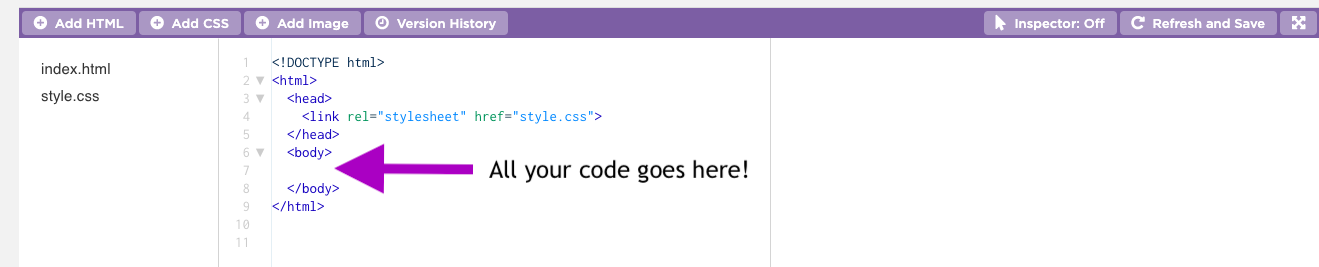 Add HTML Add CSS Add Image Version History Inspector: Off Refresh and Save
index.html
style.css
1 <!DOCTYPE html>
2 <html>
3 <head>
4 <link rel="stylesheet" href="style.css">
5 </head>
6 <body>
7 All your code goes here!
8 </body>
9 </html>
10
11